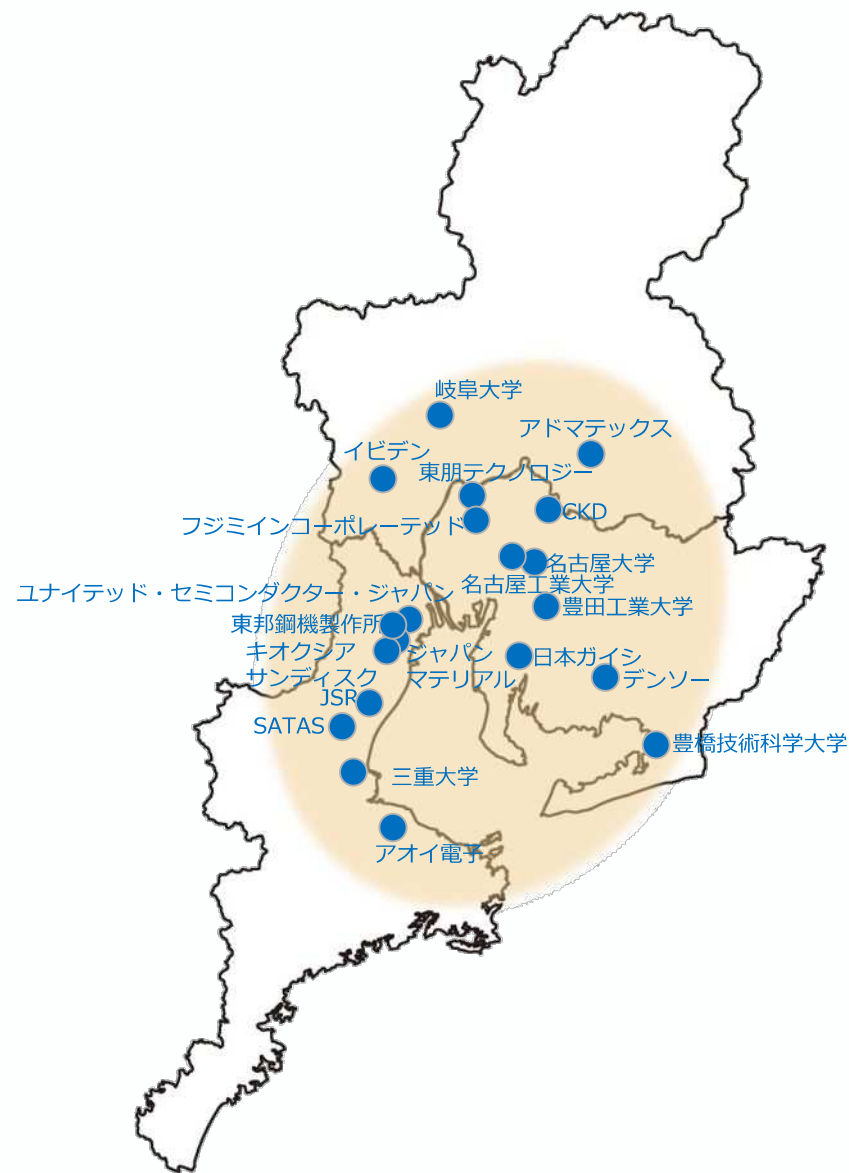 岐阜大学
アドマテックス
イビデン
東朋テクノロジー
CKD
フジミインコーポレーテッド
名古屋大学
名古屋工業大学
ユナイテッド・セミコンダクター・ジャパン
豊田工業大学
東邦鋼機製作所
キオクシア
サンディスク
ジャパン
マテリアル
日本ガイシ
デンソー
JSR
SATAS
豊橋技術科学大学
三重大学
アオイ電子